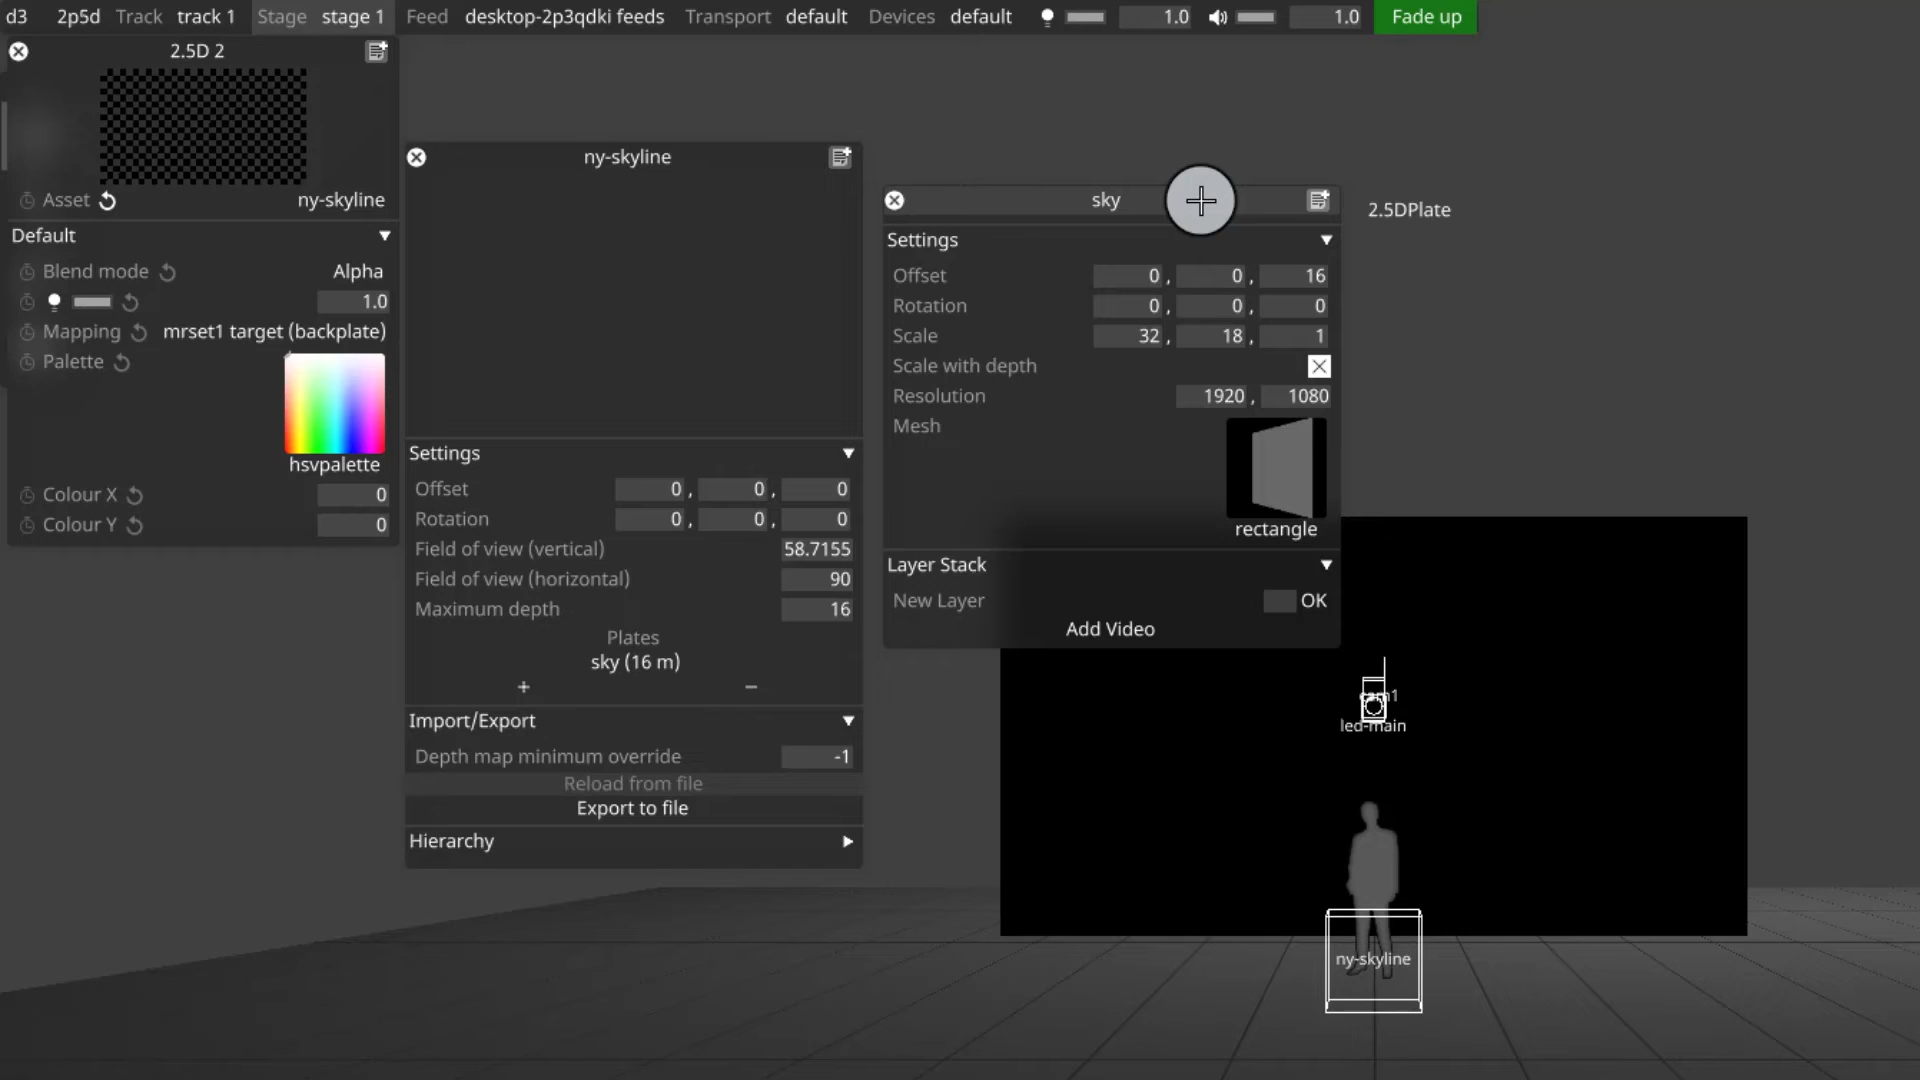 d3 2p5d Track track 1 Stage stage 1 Feed desktop-2p3qdki feeds Transport default Devices default 1.0 1.0 Fade up
2.5D 2
Asset ny-skyline
Default
Blend mode Alpha
1.0
Mapping mrset1 target (backplate)
Palette
hsvpalette
Colour X 0
Colour Y 0
ny-skyline
Settings
Offset 0, 0, 0
Rotation 0, 0, 0
Field of view (vertical) 58.7155
Field of view (horizontal) 90
Maximum depth 16
Plates
sky (16 m)
+ −
Import/Export
Depth map minimum override -1
Reload from file
Export to file
Hierarchy
sky
Settings
Offset 0, 0, 16
Rotation 0, 0, 0
Scale 32, 18, 1
Scale with depth
Resolution 1920, 1080
Mesh
rectangle
Layer Stack
New Layer OK
Add Video
2.5DPlate
led-main
ny-skyline